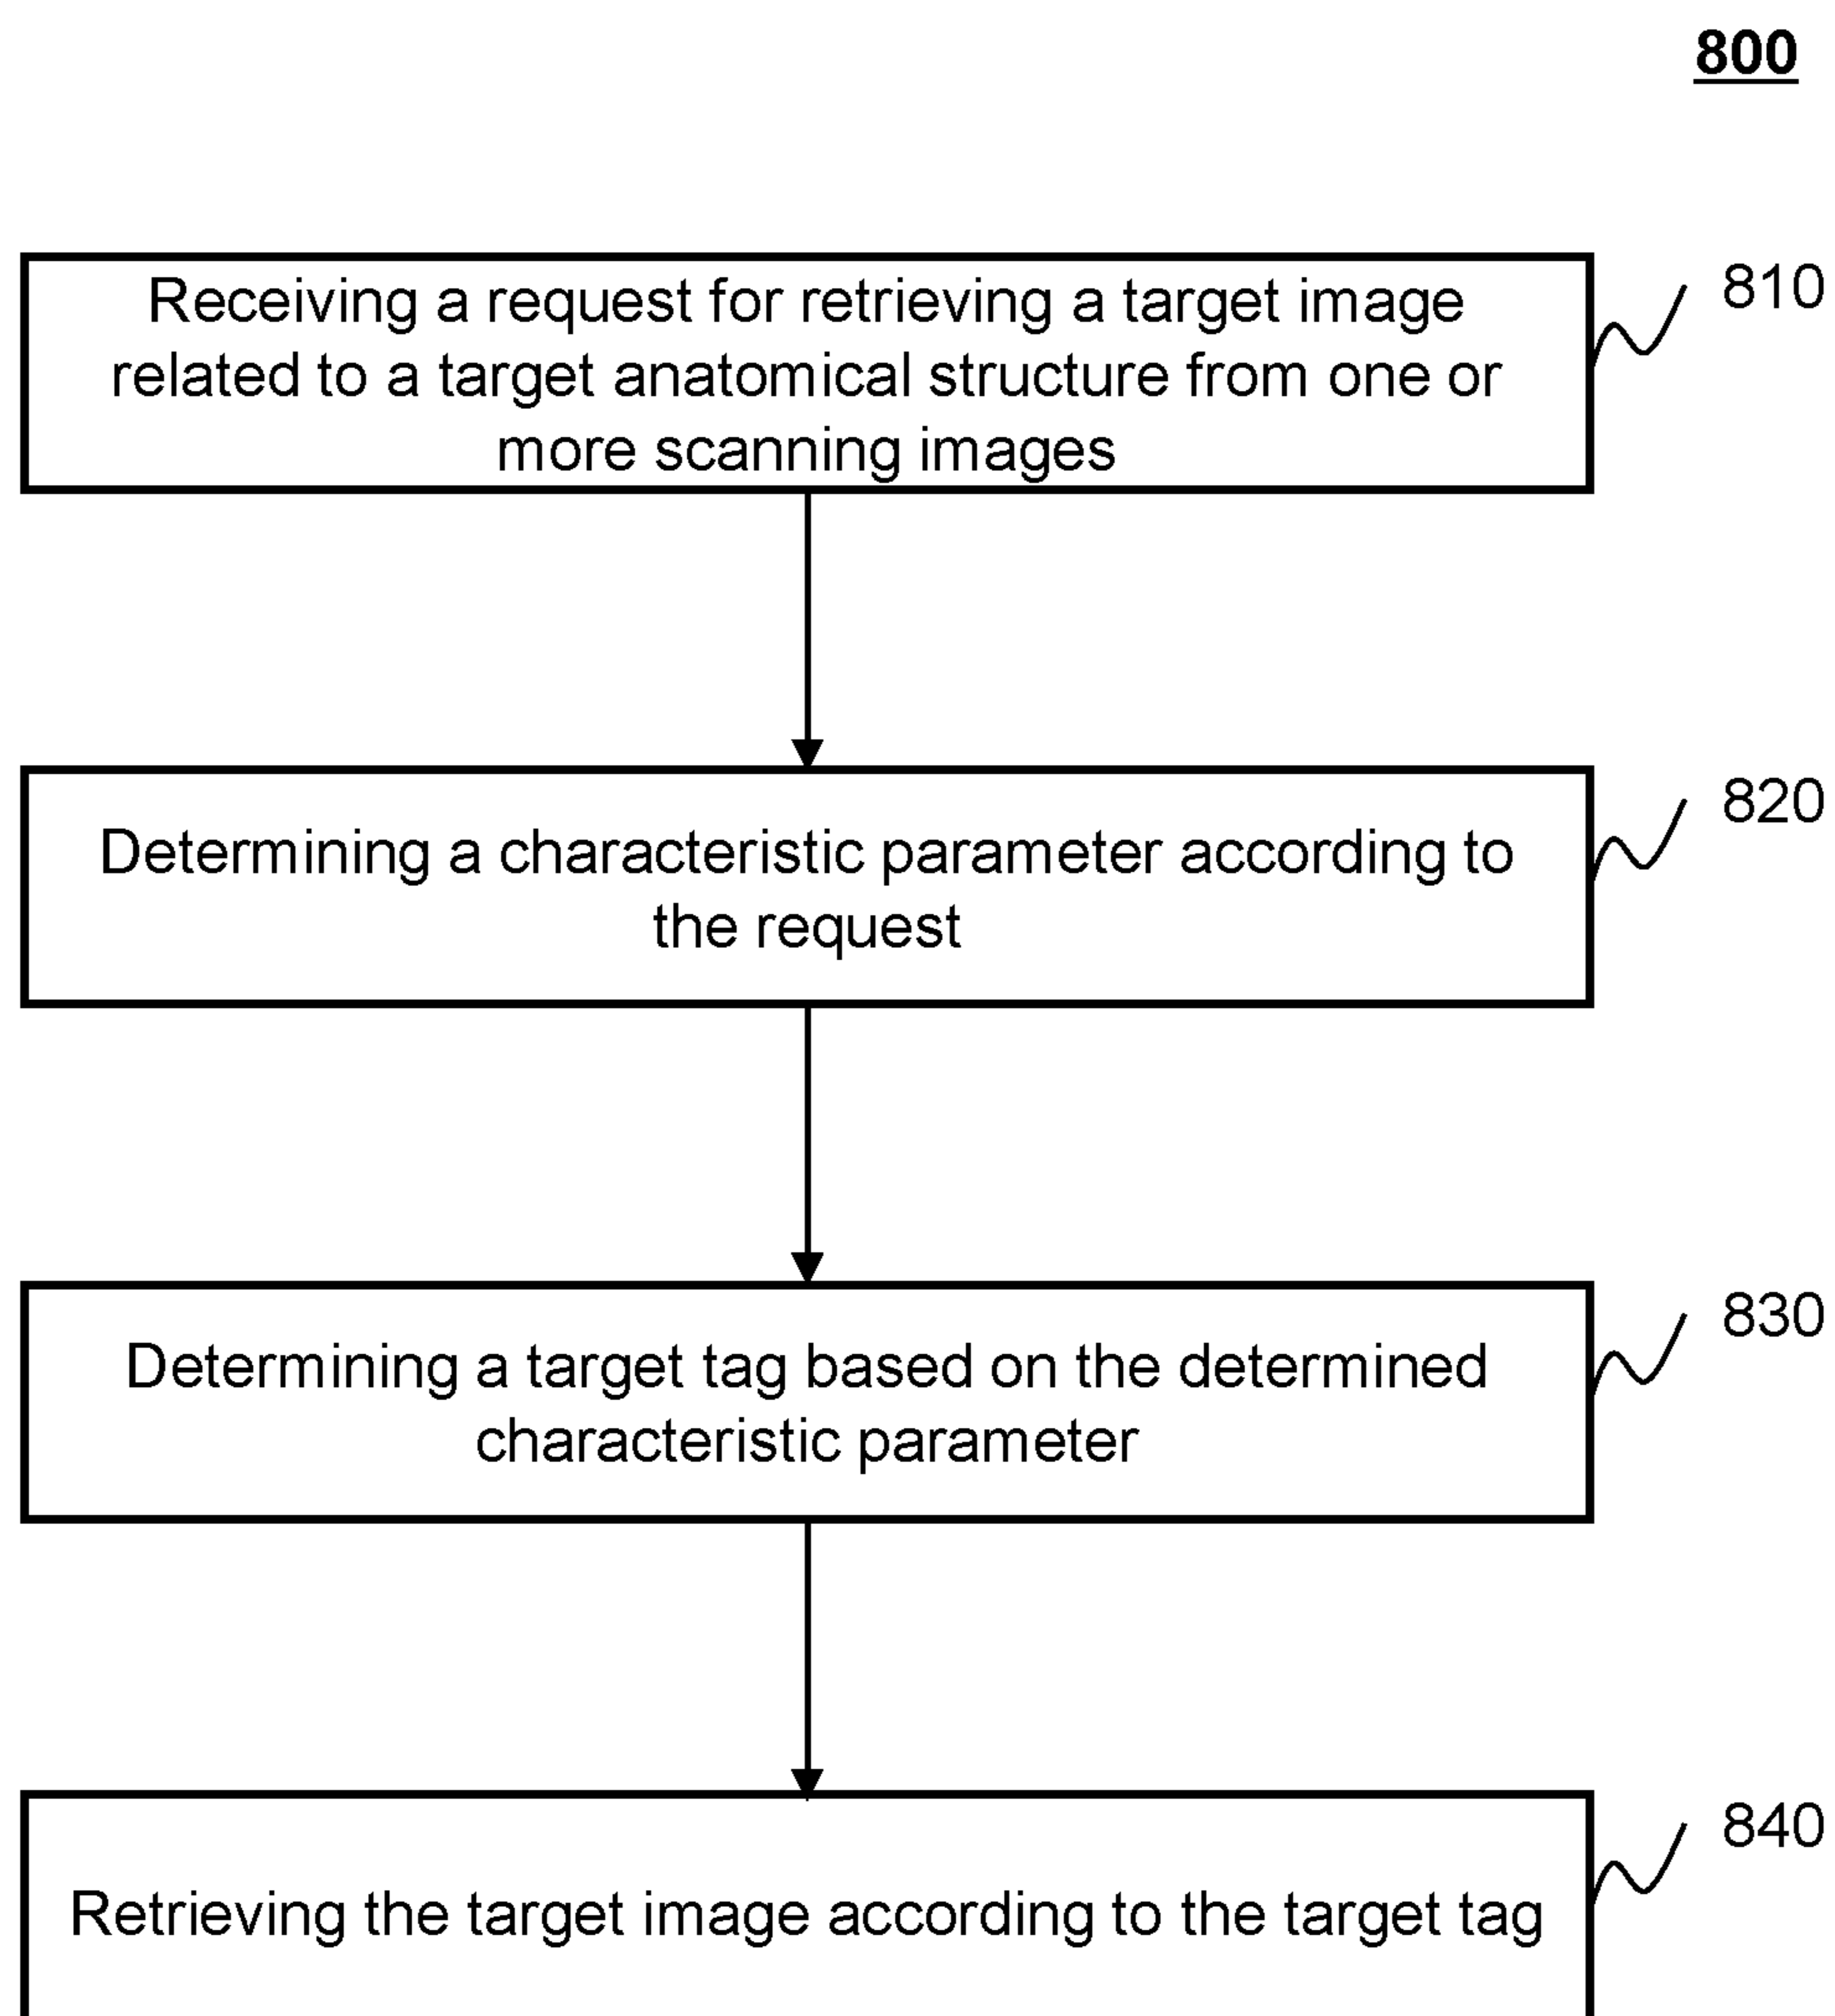 800
Receiving a request for retrieving a target image
related to a target anatomical structure from one or
more scanning images
810
Determining a characteristic parameter according to
the request
820
Determining a target tag based on the determined
characteristic parameter
830
Retrieving the target image according to the target tag
840